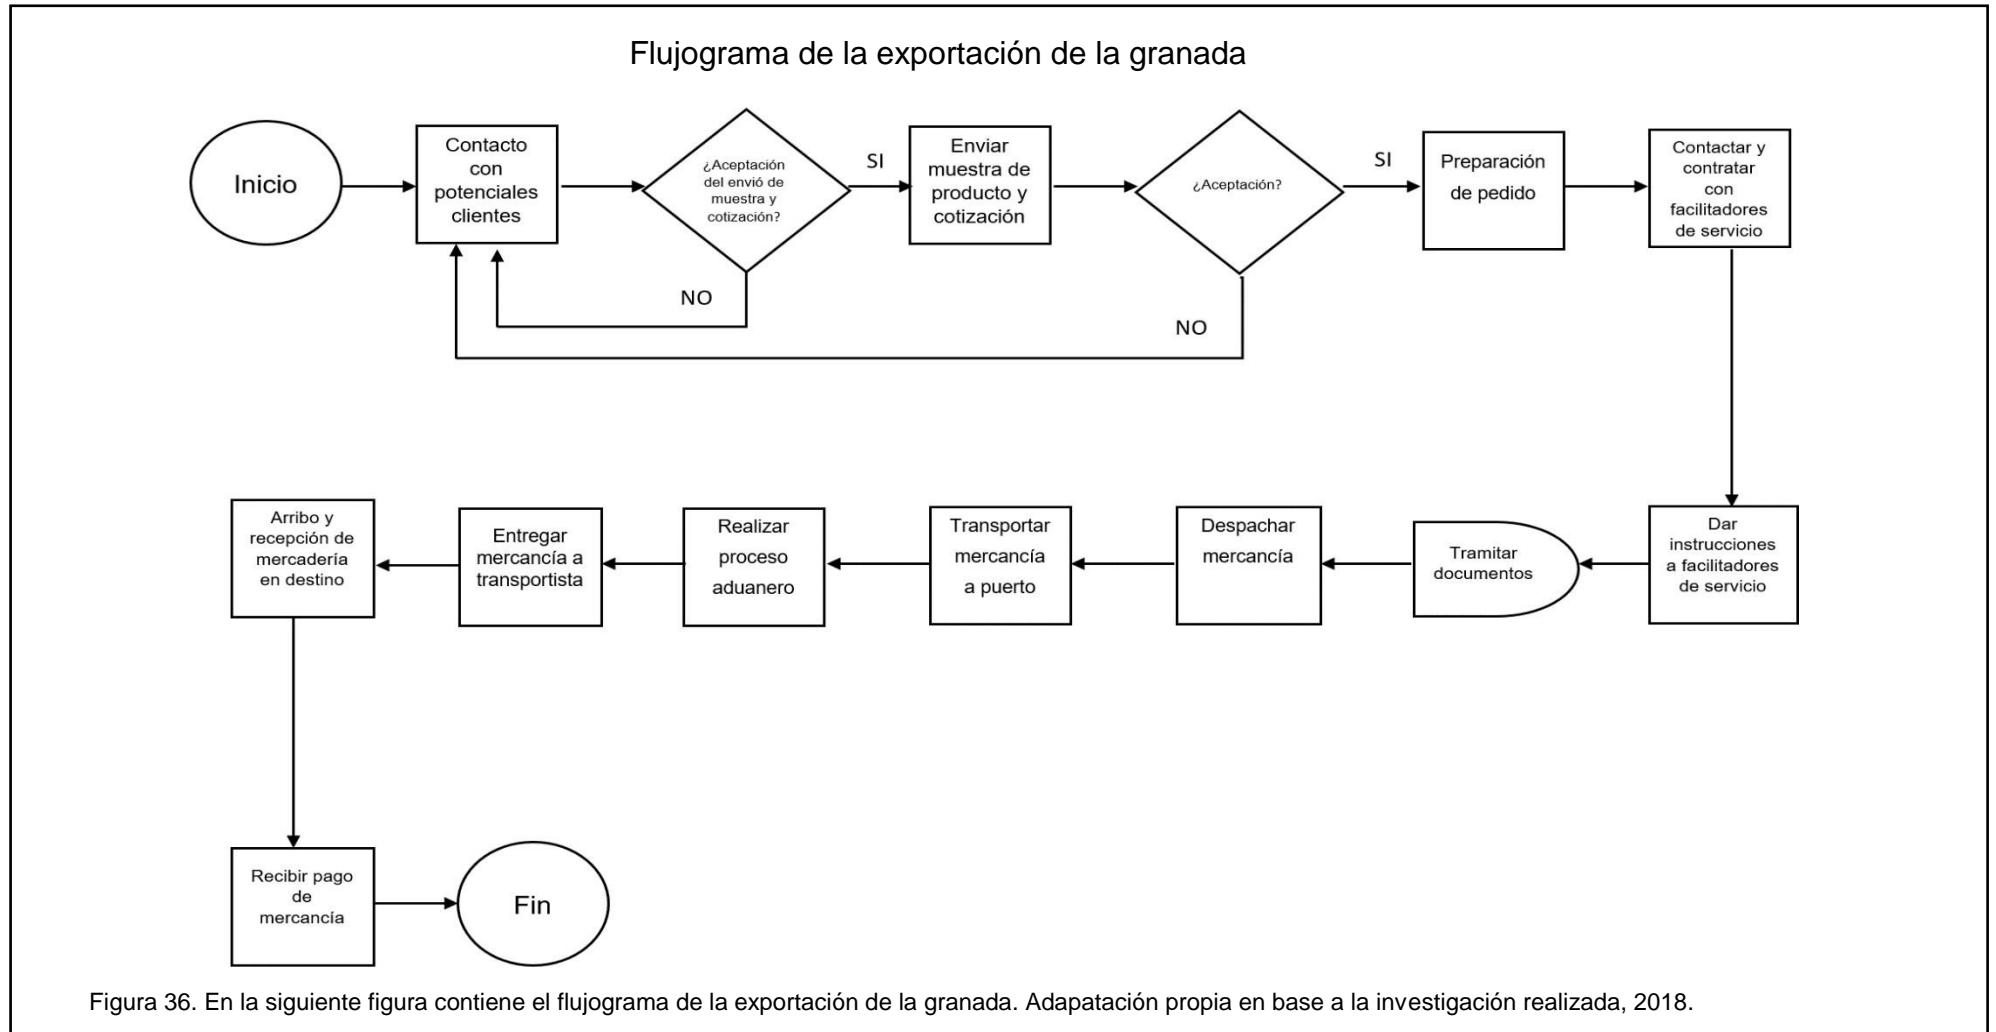 Flujograma de la exportación de la granada
Inicio
Contacto
con
potenciales
clientes
¿Aceptación
del envió de
muestra y
cotización?
SI
NO
Enviar
muestra de
producto y
cotización
¿Aceptación?
SI
NO
Preparación
de pedido
Contactar y
contratar
con
facilitadores
de servicio
Dar
instrucciones
a facilitadores
de servicio
Tramitar
documentos
Despachar
mercancía
Transportar
mercancía
a puerto
Realizar
proceso
aduanero
Entregar
mercancía a
transportista
Arribo y
recepción de
mercadería
en destino
Recibir pago
de
mercancía
Fin
Figura 36. En la siguiente figura contiene el flujograma de la exportación de la granada. Adapatación propia en base a la investigación realizada, 2018.